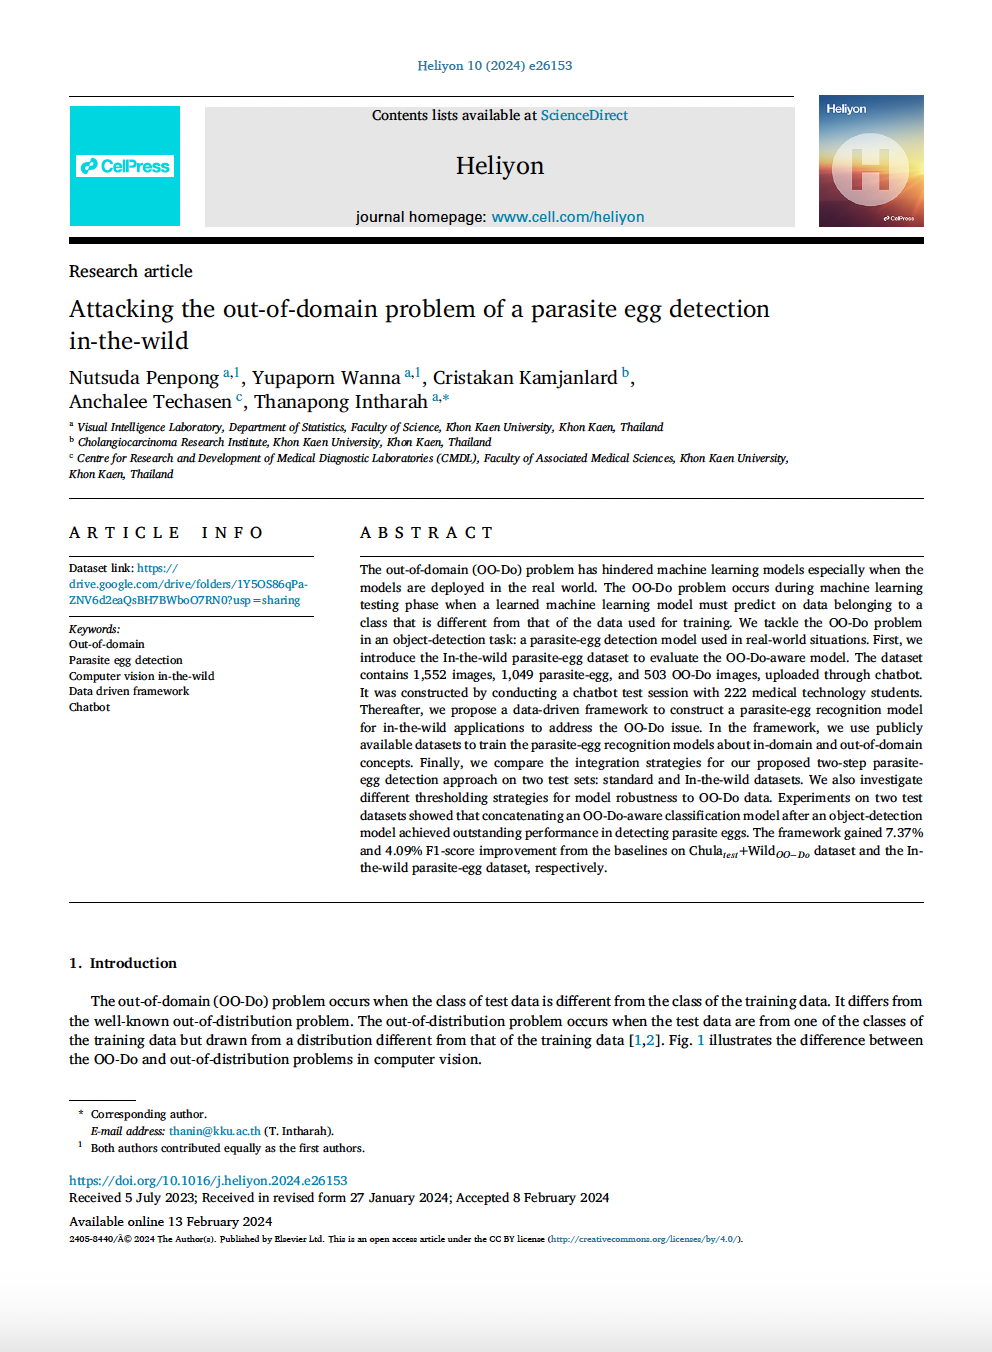 Heliyon 10 (2024) e26153
Contents lists available at ScienceDirect
CellPress
Heliyon
journal homepage: www.cell.com/heliyon
Heliyon
H
CellPress
Research article
Attacking the out-of-domain problem of a parasite egg detection
in-the-wild
Nutsuda Penpong a,1, Yupaporn Wanna a,1, Cristakan Kamjanlard b,
Anchalee Techasen c, Thanapong Intharah a,*
a Visual Intelligence Laboratory, Department of Statistics, Faculty of Science, Khon Kaen University, Khon Kaen, Thailand
b Cholangiocarcinoma Research Institute, Khon Kaen University, Khon Kaen, Thailand
c Centre for Research and Development of Medical Diagnostic Laboratories (CMDL), Faculty of Associated Medical Sciences, Khon Kaen University,
Khon Kaen, Thailand
ARTICLE INFO
Dataset link: https://
drive.google.com/drive/folders/1Y5OS86qPa-
ZNV6d2eaQsBH7BWboO7RN0?usp=sharing
Keywords:
Out-of-domain
Parasite egg detection
Computer vision in-the-wild
Data driven framework
Chatbot
ABSTRACT
The out-of-domain (OO-Do) problem has hindered machine learning models especially when the
models are deployed in the real world. The OO-Do problem occurs during machine learning
testing phase when a learned machine learning model must predict on data belonging to a
class that is different from that of the data used for training. We tackle the OO-Do problem
in an object-detection task: a parasite-egg detection model used in real-world situations. First, we
introduce the In-the-wild parasite-egg dataset to evaluate the OO-Do-aware model. The dataset
contains 1,552 images, 1,049 parasite-egg, and 503 OO-Do images, uploaded through chatbot.
It was constructed by conducting a chatbot test session with 222 medical technology students.
Thereafter, we propose a data-driven framework to construct a parasite-egg recognition model
for in-the-wild applications to address the OO-Do issue. In the framework, we use publicly
available datasets to train the parasite-egg recognition models about in-domain and out-of-domain
concepts. Finally, we compare the integration strategies for our proposed two-step parasite-
egg detection approach on two test sets: standard and In-the-wild datasets. We also investigate
different thresholding strategies for model robustness to OO-Do data. Experiments on two test
datasets showed that concatenating an OO-Do-aware classification model after an object-detection
model achieved outstanding performance in detecting parasite eggs. The framework gained 7.37%
and 4.09% F1-score improvement from the baselines on Chulatest+WildOO−Do dataset and the In-
the-wild parasite-egg dataset, respectively.
1. Introduction
The out-of-domain (OO-Do) problem occurs when the class of test data is different from the class of the training data. It differs from
the well-known out-of-distribution problem. The out-of-distribution problem occurs when the test data are from one of the classes of
the training data but drawn from a distribution different from that of the training data [1,2]. Fig. 1 illustrates the difference between
the OO-Do and out-of-distribution problems in computer vision.
* Corresponding author.
E-mail address: thanin@kku.ac.th (T. Intharah).
1 Both authors contributed equally as the first authors.
https://doi.org/10.1016/j.heliyon.2024.e26153
Received 5 July 2023; Received in revised form 27 January 2024; Accepted 8 February 2024
Available online 13 February 2024
2405-8440/Â© 2024 The Author(s). Published by Elsevier Ltd. This is an open access article under the CC BY license (http://creativecommons.org/licenses/by/4.0/).